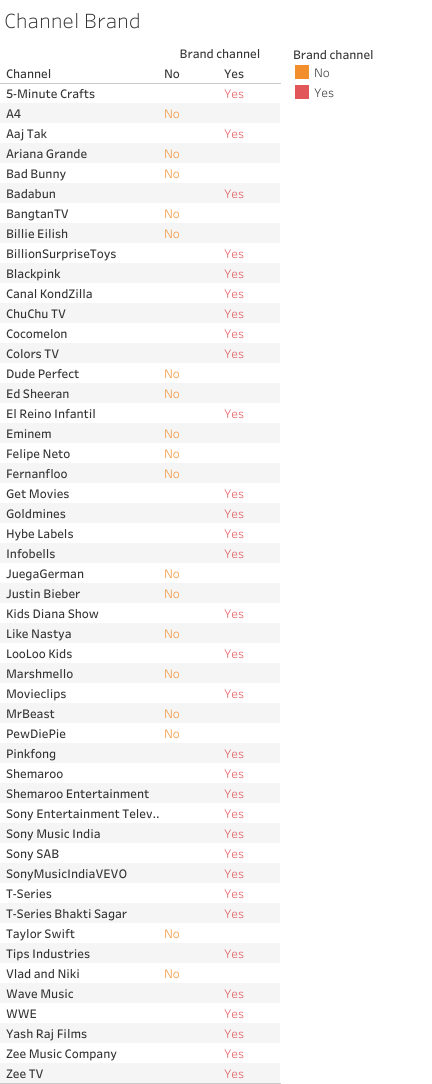 Channel Brand
Brand channel
Channel No Yes
5-Minute Crafts Yes
A4 No
Aaj Tak Yes
Ariana Grande No
Bad Bunny No
Badabun Yes
BangtanTV No
Billie Eilish No
BillionSurpriseToys Yes
Blackpink Yes
Canal KondZilla Yes
ChuChu TV Yes
Cocomelon Yes
Colors TV Yes
Dude Perfect No
Ed Sheeran No
El Reino Infantil Yes
Eminem No
Felipe Neto No
Fernanfloo No
Get Movies Yes
Goldmines Yes
Hybe Labels Yes
Infobells Yes
JuegaGerman No
Justin Bieber No
Kids Diana Show Yes
Like Nastya No
LooLoo Kids Yes
Marshmello No
Movieclips Yes
MrBeast No
PewDiePie No
Pinkfong Yes
Shemaroo Yes
Shemaroo Entertainment Yes
Sony Entertainment Telev.. Yes
Sony Music India Yes
Sony SAB Yes
SonyMusicIndiaVEVO Yes
T-Series Yes
T-Series Bhakti Sagar Yes
Taylor Swift No
Tips Industries Yes
Vlad and Niki No
Wave Music Yes
WWE Yes
Yash Raj Films Yes
Zee Music Company Yes
Zee TV Yes
Brand channel
No
Yes